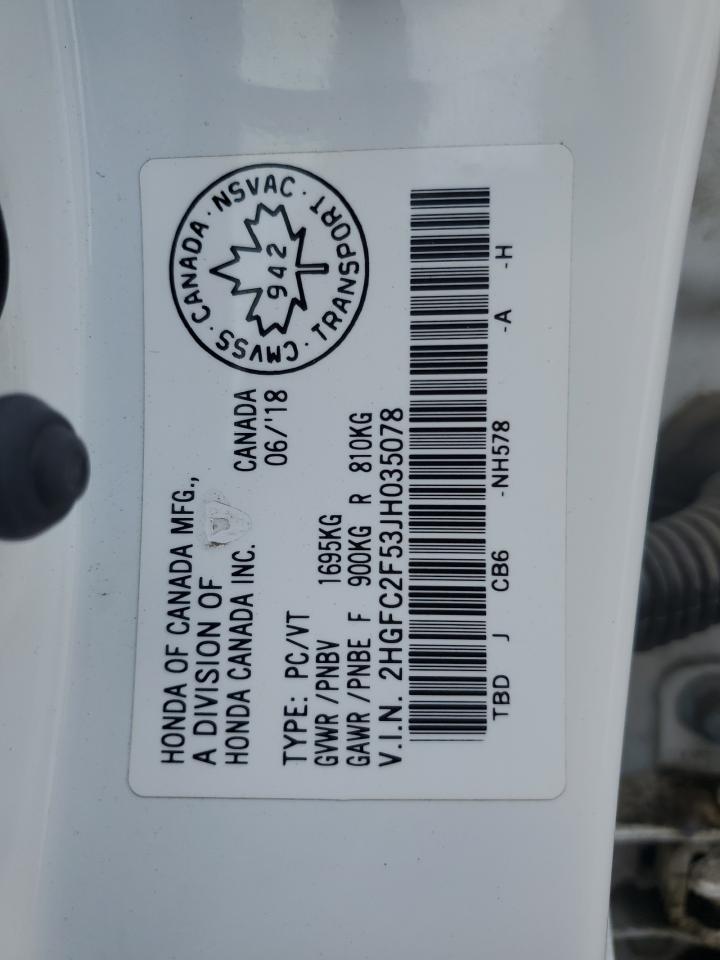 HONDA OF CANADA MFG.,
A DIVISION OF
HONDA CANADA INC.
CANADA
06/'18
CMVSS · CANADA · NSVAC · TRANSPORT ·
942
TYPE: PC/VT
GVWR /PNBV 1695KG
GAWR /PNBE F 900KG R 810KG
V.I.N. 2HGFC2F53JH035078
TBD J CB6 -NH578 -A -H